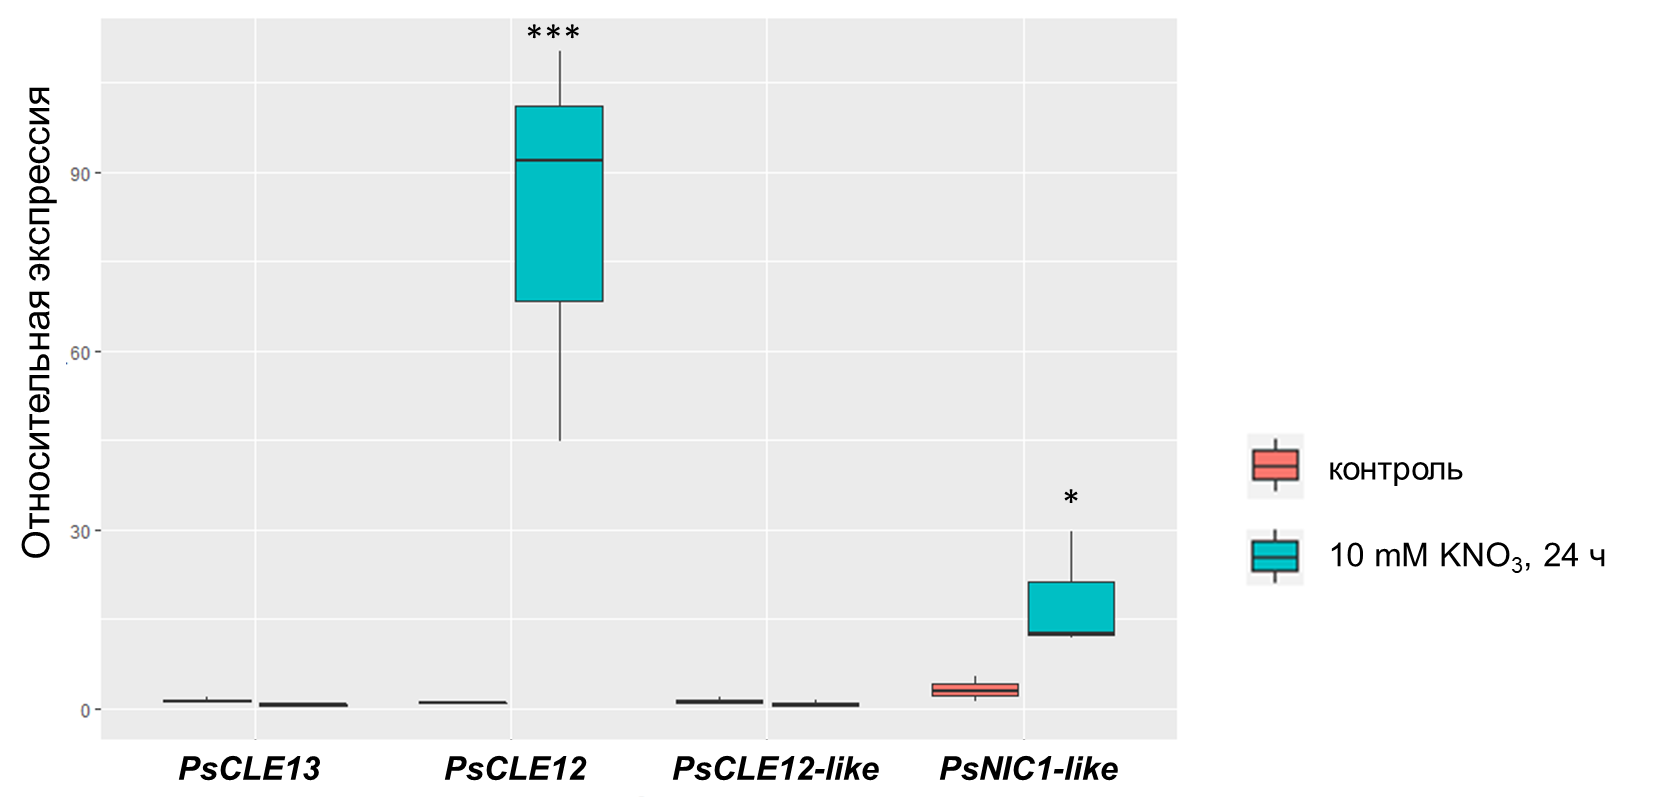 Относительная экспрессия
***
90
60
*
30
0
контроль
10 mM KNO₃, 24 ч
PsCLE13 PsCLE12 PsCLE12-like PsNIC1-like